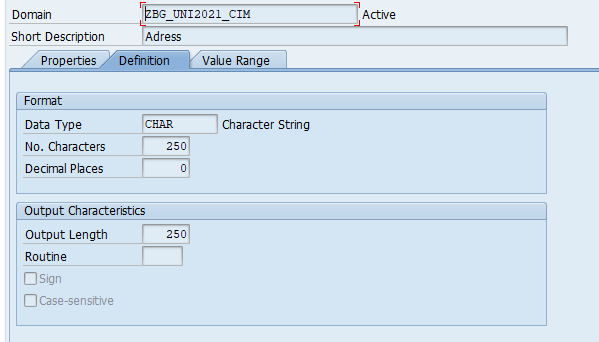 Domain ZBG_UNI2021_CIM Active
Short Description Adress
Properties Definition Value Range
Format
Data Type CHAR Character String
No. Characters 250
Decimal Places 0
Output Characteristics
Output Length 250
Routine
Sign
Case-sensitive